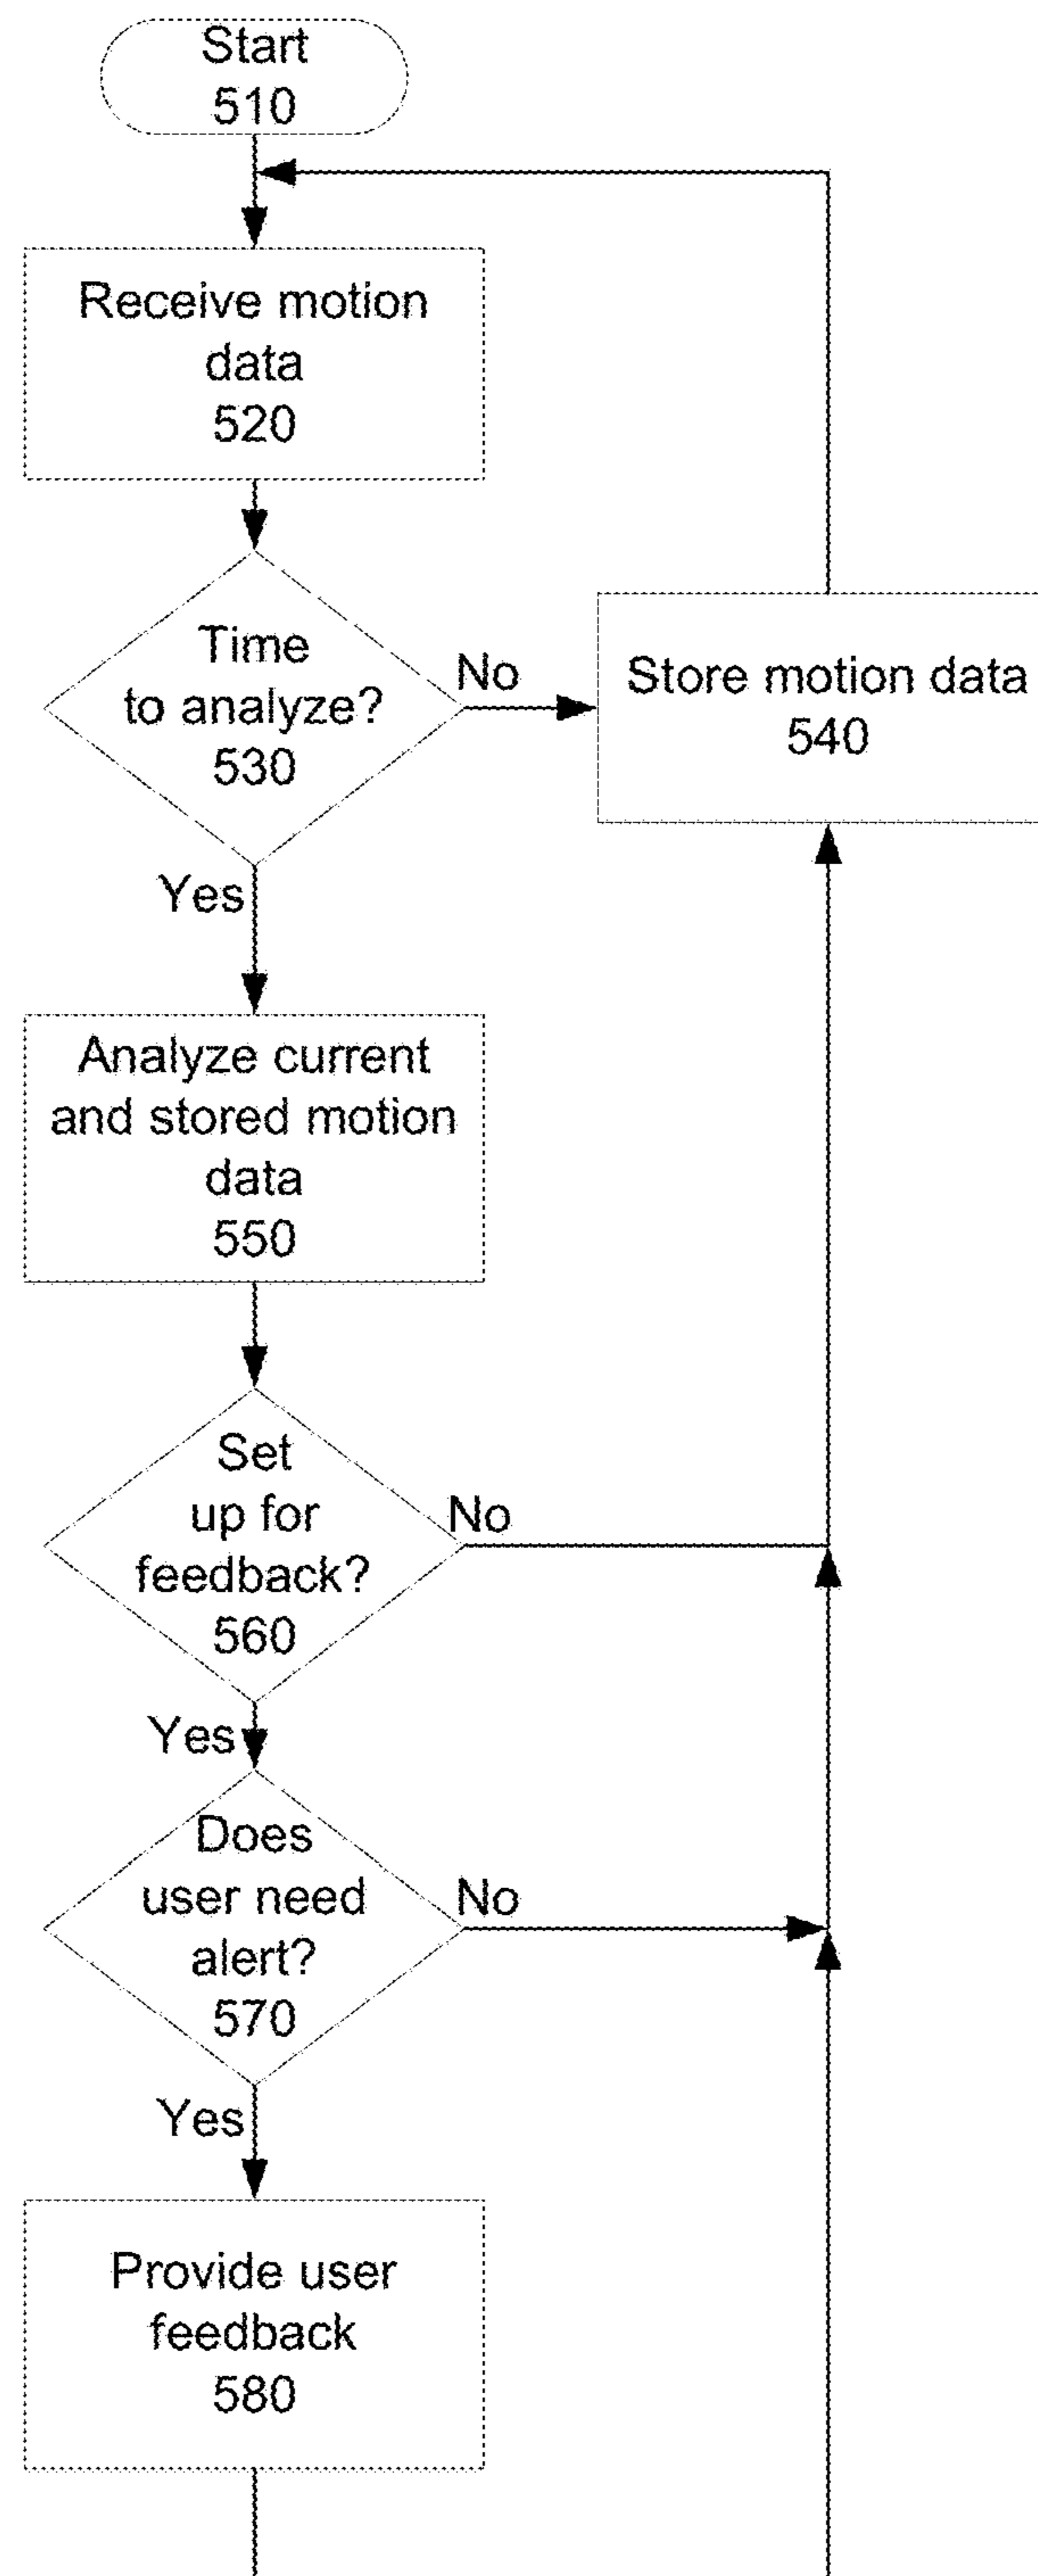 Start
510
Receive motion
data
520
Time
to analyze?
530
No
Store motion data
540
Yes
Analyze current
and stored motion
data
550
Set
up for
feedback?
560
No
Yes
Does
user need
alert?
570
No
Yes
Provide user
feedback
580